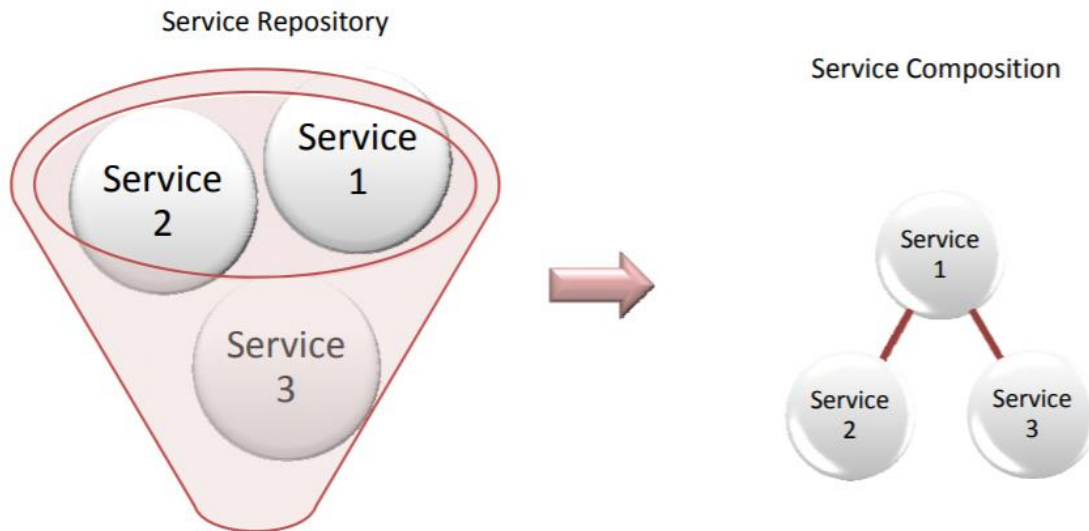 Service Repository
Service Composition
Service
1
Service
2
Service
3
Service
1
Service
2
Service
3